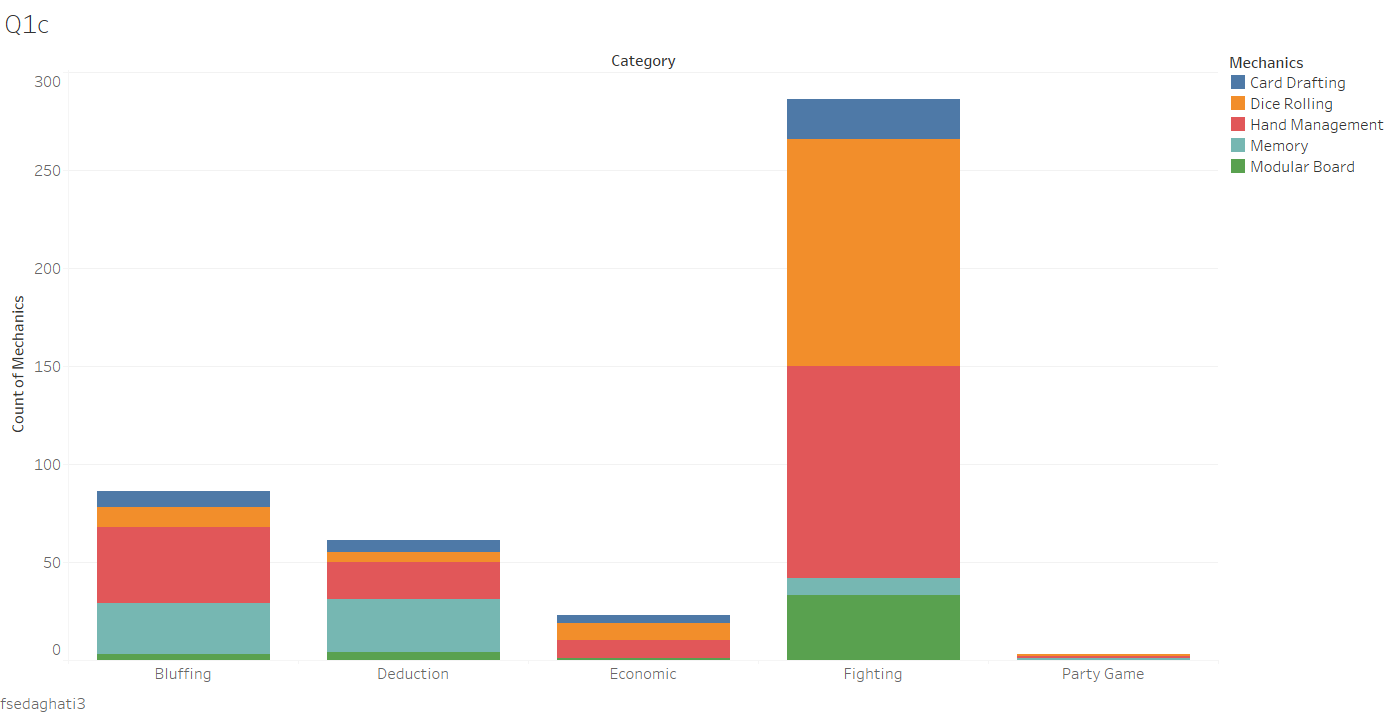 Q1c
Category
Mechanics
Card Drafting
Dice Rolling
Hand Management
Memory
Modular Board
Count of Mechanics
300
250
200
150
100
50
0
Bluffing
Deduction
Economic
Fighting
Party Game
fsedaghati3